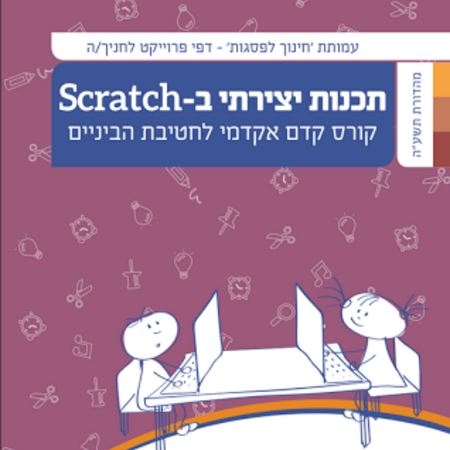 עמותת 'חינוך לפסגות' - דפי פרוייקט לחניך/ה
תכנות יצירתי ב-Scratch
קורס קדם אקדמי לחטיבת הביניים
מהדורת תשע"ה